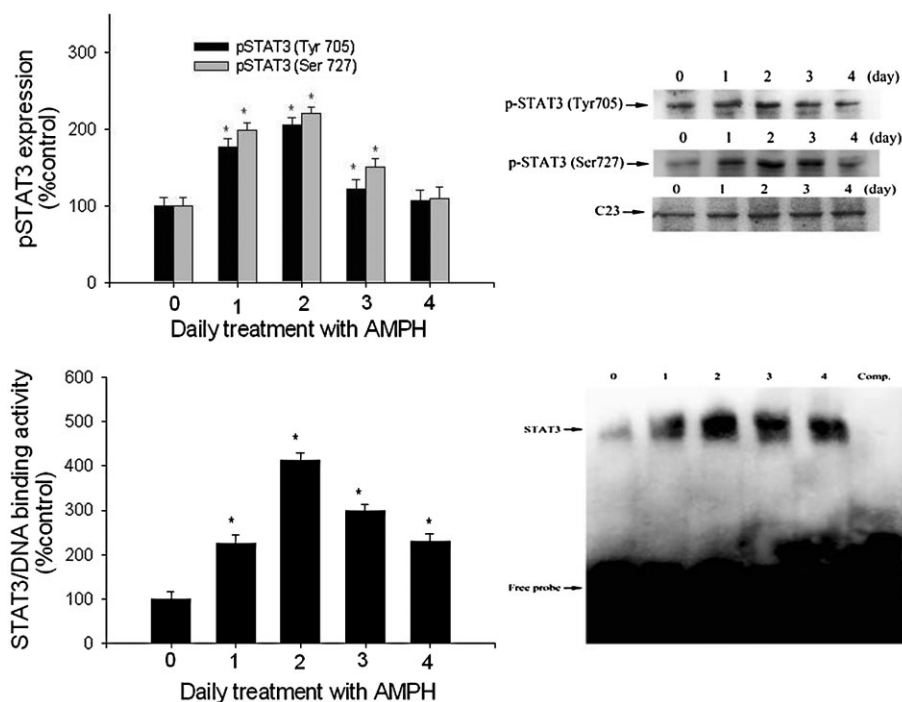 pSTAT3 expression
(%control)
300
200
100
0
pSTAT3 (Tyr 705)
pSTAT3 (Ser 727)
* * * * * *
0 1 2 3 4
Daily treatment with AMPH
0 1 2 3 4 (day)
p-STAT3 (Tyr705)
0 1 2 3 4 (day)
p-STAT3 (Ser727)
0 1 2 3 4 (day)
C23
STAT3/DNA binding activity
(%control)
600
500
400
300
200
100
0
* * * *
0 1 2 3 4
Daily treatment with AMPH
0 1 2 3 4 Comp.
STAT3
Free probe